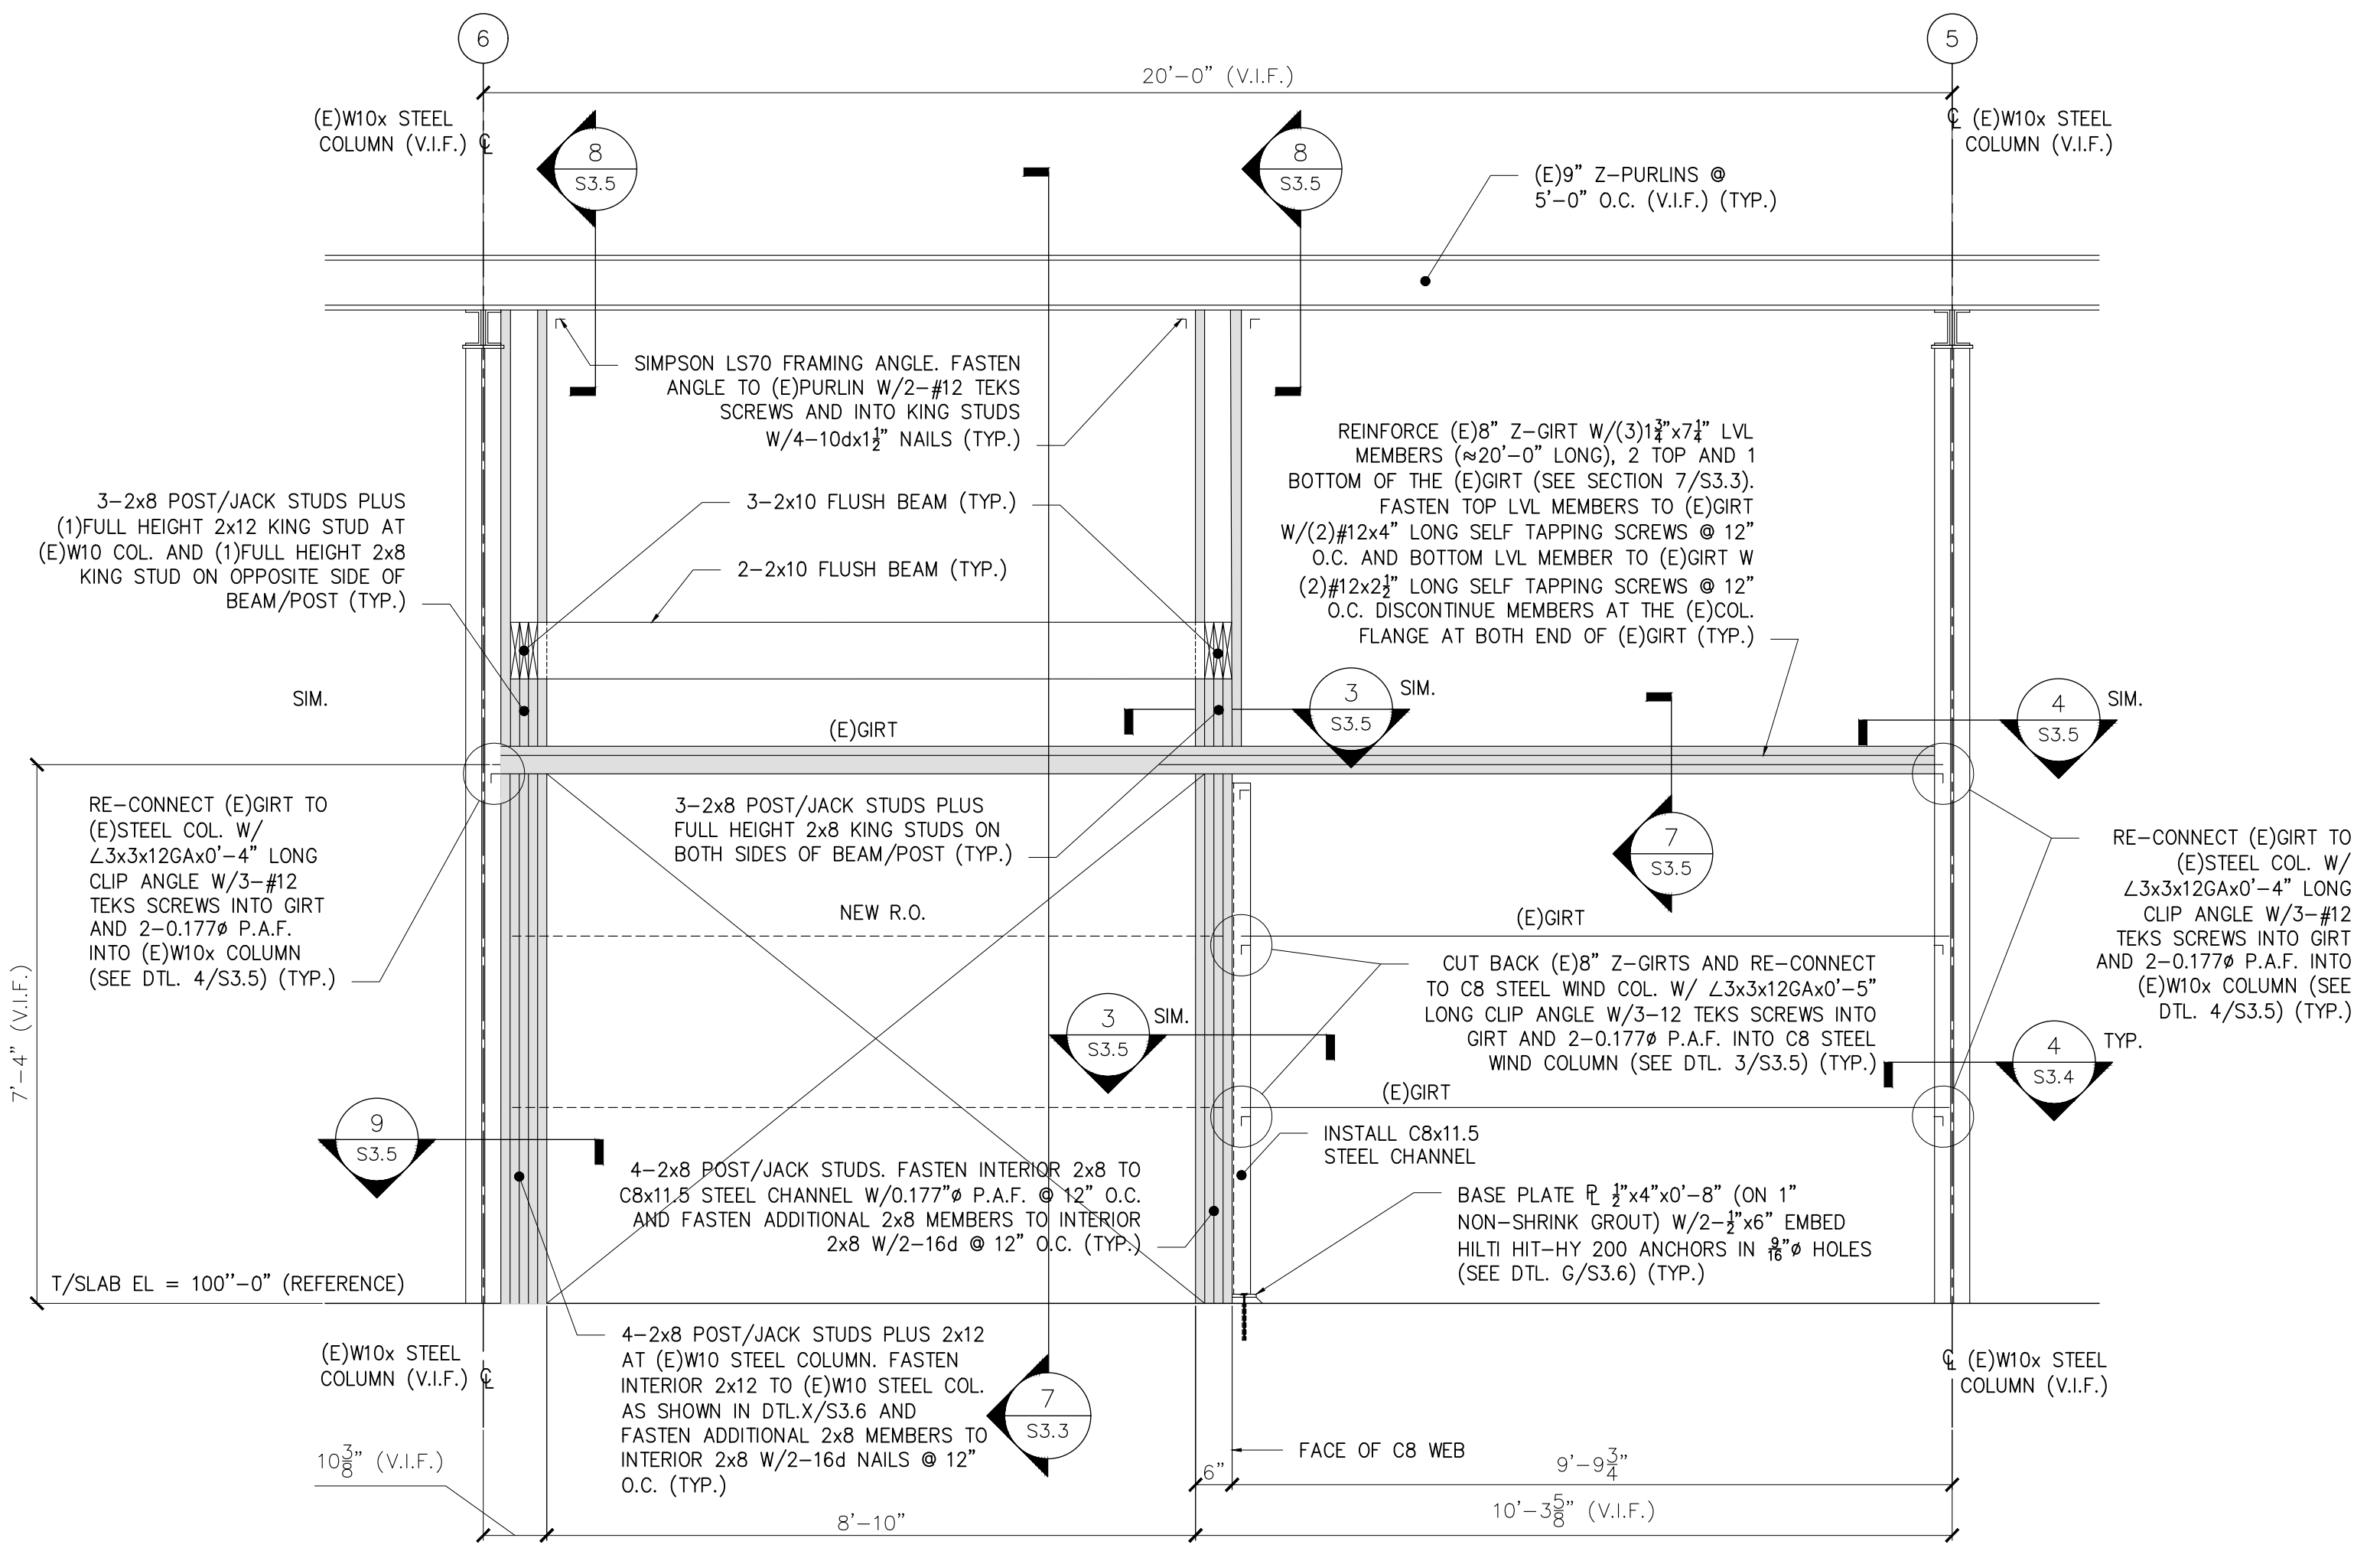 6
5
20'-0" (V.I.F.)
(E)W10x STEEL
COLUMN (V.I.F.) ℄
℄ (E)W10x STEEL
COLUMN (V.I.F.)
8
S3.5
8
S3.5
(E)9" Z-PURLINS @
5'-0" O.C. (V.I.F.) (TYP.)
SIMPSON LS70 FRAMING ANGLE. FASTEN
ANGLE TO (E)PURLIN W/2-#12 TEKS
SCREWS AND INTO KING STUDS
W/4-10dx1½" NAILS (TYP.)
REINFORCE (E)8" Z-GIRT W/(3)1¾"x7¼" LVL
MEMBERS (≈20'-0" LONG), 2 TOP AND 1
BOTTOM OF THE (E)GIRT (SEE SECTION 7/S3.3).
FASTEN TOP LVL MEMBERS TO (E)GIRT
W/(2)#12x4" LONG SELF TAPPING SCREWS @ 12"
O.C. AND BOTTOM LVL MEMBER TO (E)GIRT W
(2)#12x2½" LONG SELF TAPPING SCREWS @ 12"
O.C. DISCONTINUE MEMBERS AT THE (E)COL.
FLANGE AT BOTH END OF (E)GIRT (TYP.)
3-2x8 POST/JACK STUDS PLUS
(1)FULL HEIGHT 2x12 KING STUD AT
(E)W10 COL. AND (1)FULL HEIGHT 2x8
KING STUD ON OPPOSITE SIDE OF
BEAM/POST (TYP.)
3-2x10 FLUSH BEAM (TYP.)
2-2x10 FLUSH BEAM (TYP.)
SIM.
3
S3.5
SIM.
4
S3.5
SIM.
(E)GIRT
RE-CONNECT (E)GIRT TO
(E)STEEL COL. W/
∠3x3x12GAx0'-4" LONG
CLIP ANGLE W/3-#12
TEKS SCREWS INTO GIRT
AND 2-0.177ø P.A.F.
INTO (E)W10x COLUMN
(SEE DTL. 4/S3.5) (TYP.)
3-2x8 POST/JACK STUDS PLUS
FULL HEIGHT 2x8 KING STUDS ON
BOTH SIDES OF BEAM/POST (TYP.)
7
S3.5
RE-CONNECT (E)GIRT TO
(E)STEEL COL. W/
∠3x3x12GAx0'-4" LONG
CLIP ANGLE W/3-#12
TEKS SCREWS INTO GIRT
AND 2-0.177ø P.A.F. INTO
(E)W10x COLUMN (SEE
DTL. 4/S3.5) (TYP.)
NEW R.O.
(E)GIRT
CUT BACK (E)8" Z-GIRTS AND RE-CONNECT
TO C8 STEEL WIND COL. W/ ∠3x3x12GAx0'-5"
LONG CLIP ANGLE W/3-12 TEKS SCREWS INTO
GIRT AND 2-0.177ø P.A.F. INTO C8 STEEL
WIND COLUMN (SEE DTL. 3/S3.5) (TYP.)
7'-4" (V.I.F.)
3
S3.5
SIM.
4
S3.4
TYP.
(E)GIRT
9
S3.5
INSTALL C8x11.5
STEEL CHANNEL
4-2x8 POST/JACK STUDS. FASTEN INTERIOR 2x8 TO
C8x11.5 STEEL CHANNEL W/0.177"ø P.A.F. @ 12" O.C.
AND FASTEN ADDITIONAL 2x8 MEMBERS TO INTERIOR
2x8 W/2-16d @ 12" O.C. (TYP.)
BASE PLATE ℄ ½"x4"x0'-8" (ON 1"
NON-SHRINK GROUT) W/2-½"x6" EMBED
HILTI HIT-HY 200 ANCHORS IN 9/16"ø HOLES
(SEE DTL. G/S3.6) (TYP.)
T/SLAB EL = 100''-0" (REFERENCE)
(E)W10x STEEL
COLUMN (V.I.F.) ℄
4-2x8 POST/JACK STUDS PLUS 2x12
AT (E)W10 STEEL COLUMN. FASTEN
INTERIOR 2x12 TO (E)W10 STEEL COL.
AS SHOWN IN DTL.X/S3.6 AND
FASTEN ADDITIONAL 2x8 MEMBERS TO
INTERIOR 2x8 W/2-16d NAILS @ 12"
O.C. (TYP.)
7
S3.3
℄ (E)W10x STEEL
COLUMN (V.I.F.)
FACE OF C8 WEB
10⅜" (V.I.F.)
6"
9'-9¾"
8'-10"
10'-3⅝" (V.I.F.)